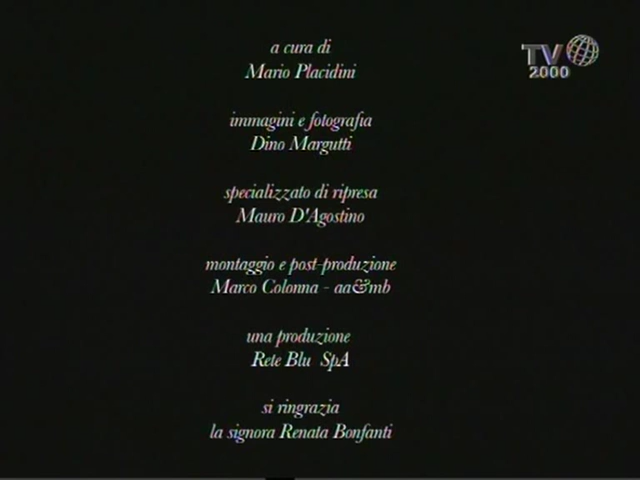 a cura di
Mario Placidini
TV
2000
immagini e fotografia
Dino Margutti
specializzato di ripresa
Mauro D'Agostino
montaggio e post-produzione
Marco Colonna - aa&mb
una produzione
Rete Blu SpA
si ringrazia
la signora Renata Bonfanti